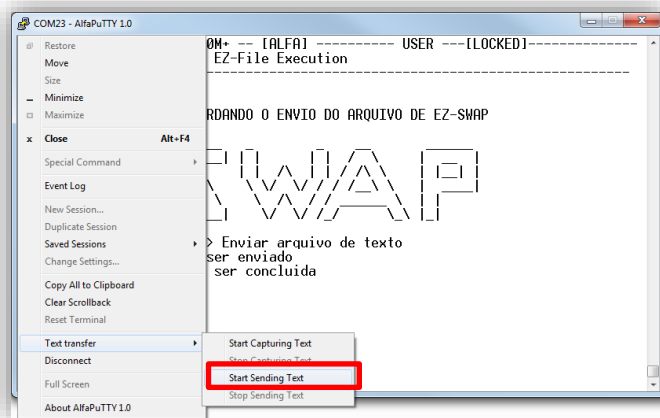 COM23 - AlfaPuTTY 1.0
Restore
Move
Size
Minimize
Maximize
Close Alt+F4
Special Command
Event Log
New Session...
Duplicate Session
Saved Sessions
Change Settings...
Copy All to Clipboard
Clear Scrollback
Reset Terminal
Text transfer
Disconnect
Full Screen
About AlfaPuTTY 1.0
Start Capturing Text
Stop Capturing Text
Start Sending Text
Stop Sending Text
0M+ -- [ALFA] ---------- USER ---[LOCKED]--------------
EZ-File Execution
RDANDO O ENVIO DO ARQUIVO DE EZ-SWAP
SWAP
> Enviar arquivo de texto
ser enviado
ser concluida